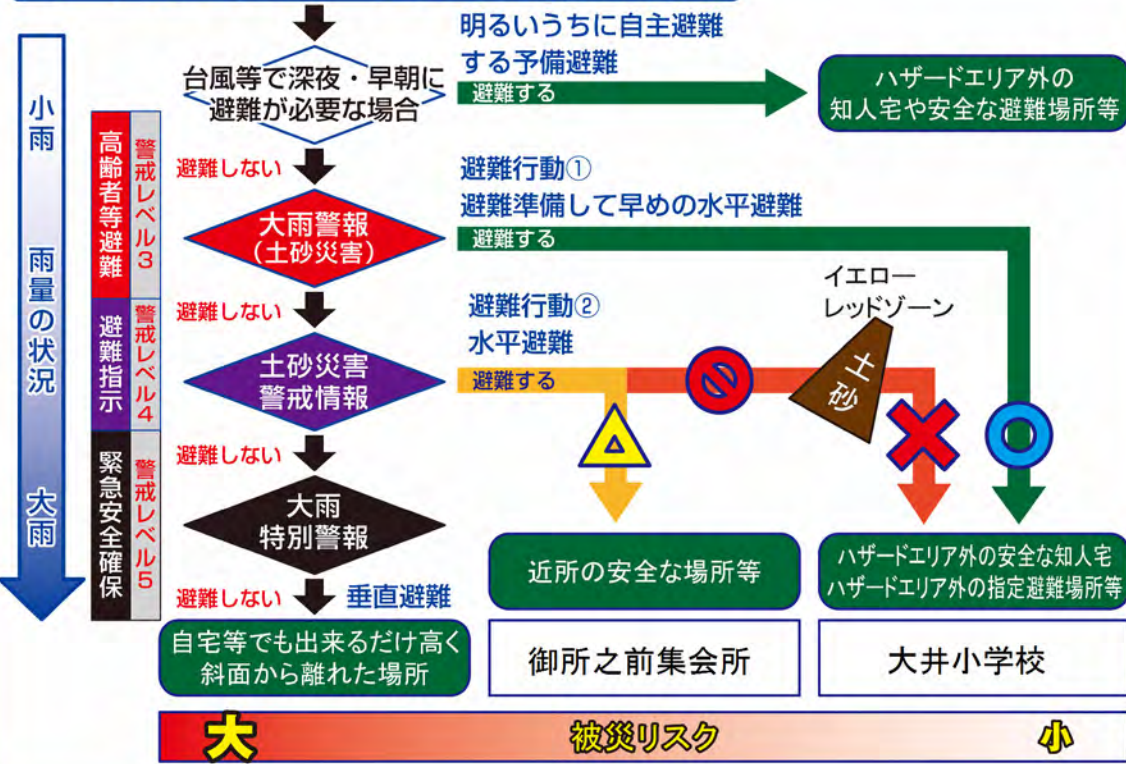 明るいうちに自主避難
する予備避難
台風等で深夜・早朝に
避難が必要な場合
避難する
ハザードエリア外の
知人宅や安全な避難場所等
小雨
雨量の状況
大雨
高齢者等避難
警戒レベル3
避難指示
警戒レベル4
緊急安全確保
警戒レベル5
避難しない
避難行動①
避難準備して早めの水平避難
大雨警報
(土砂災害)
避難する
イエロー
レッドゾーン
避難しない
避難行動②
水平避難
土砂災害
警戒情報
避難する
土砂
避難しない
大雨
特別警報
近所の安全な場所等
ハザードエリア外の安全な知人宅
ハザードエリア外の指定避難場所等
避難しない
垂直避難
自宅等でも出来るだけ高く
斜面から離れた場所
御所之前集会所
大井小学校
大
被災リスク
小